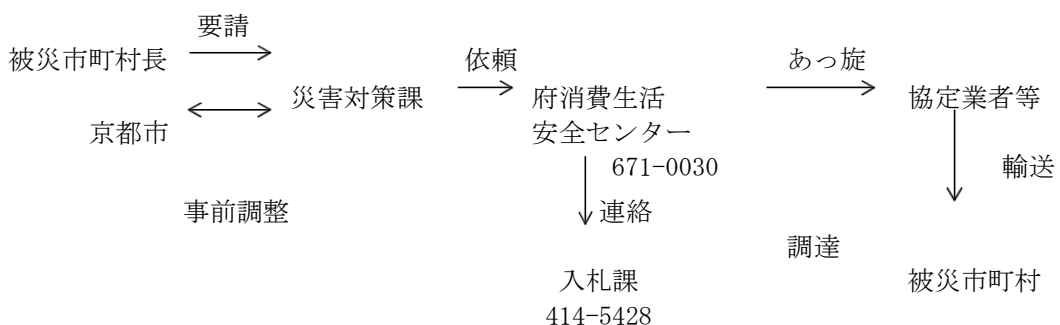 要請
被災市町村長
依頼
あっ旋
災害対策課
府消費生活
安全センター
671-0030
協定業者等
京都市
輸送
事前調整
連絡
調達
入札課
414-5428
被災市町村